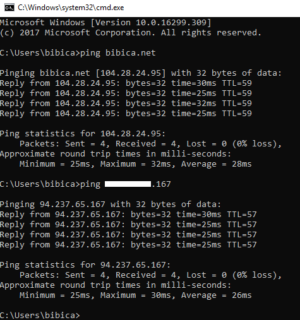 C:\Windows\system32\cmd.exe
Microsoft Windows [Version 10.0.16299.309]
(c) 2017 Microsoft Corporation. All rights reserved.
C:\Users\bibica>ping bibica.net
Pinging bibica.net [104.28.24.95] with 32 bytes of data:
Reply from 104.28.24.95: bytes=32 time=30ms TTL=59
Reply from 104.28.24.95: bytes=32 time=25ms TTL=59
Reply from 104.28.24.95: bytes=32 time=32ms TTL=59
Reply from 104.28.24.95: bytes=32 time=25ms TTL=59
Ping statistics for 104.28.24.95:
Packets: Sent = 4, Received = 4, Lost = 0 (0% loss),
Approximate round trip times in milli-seconds:
Minimum = 25ms, Maximum = 32ms, Average = 28ms
C:\Users\bibica>ping .167
Pinging 94.237.65.167 with 32 bytes of data:
Reply from 94.237.65.167: bytes=32 time=30ms TTL=57
Reply from 94.237.65.167: bytes=32 time=25ms TTL=57
Reply from 94.237.65.167: bytes=32 time=25ms TTL=57
Reply from 94.237.65.167: bytes=32 time=25ms TTL=57
Ping statistics for 94.237.65.167:
Packets: Sent = 4, Received = 4, Lost = 0 (0% loss),
Approximate round trip times in milli-seconds:
Minimum = 25ms, Maximum = 30ms, Average = 26ms
C:\Users\bibica>